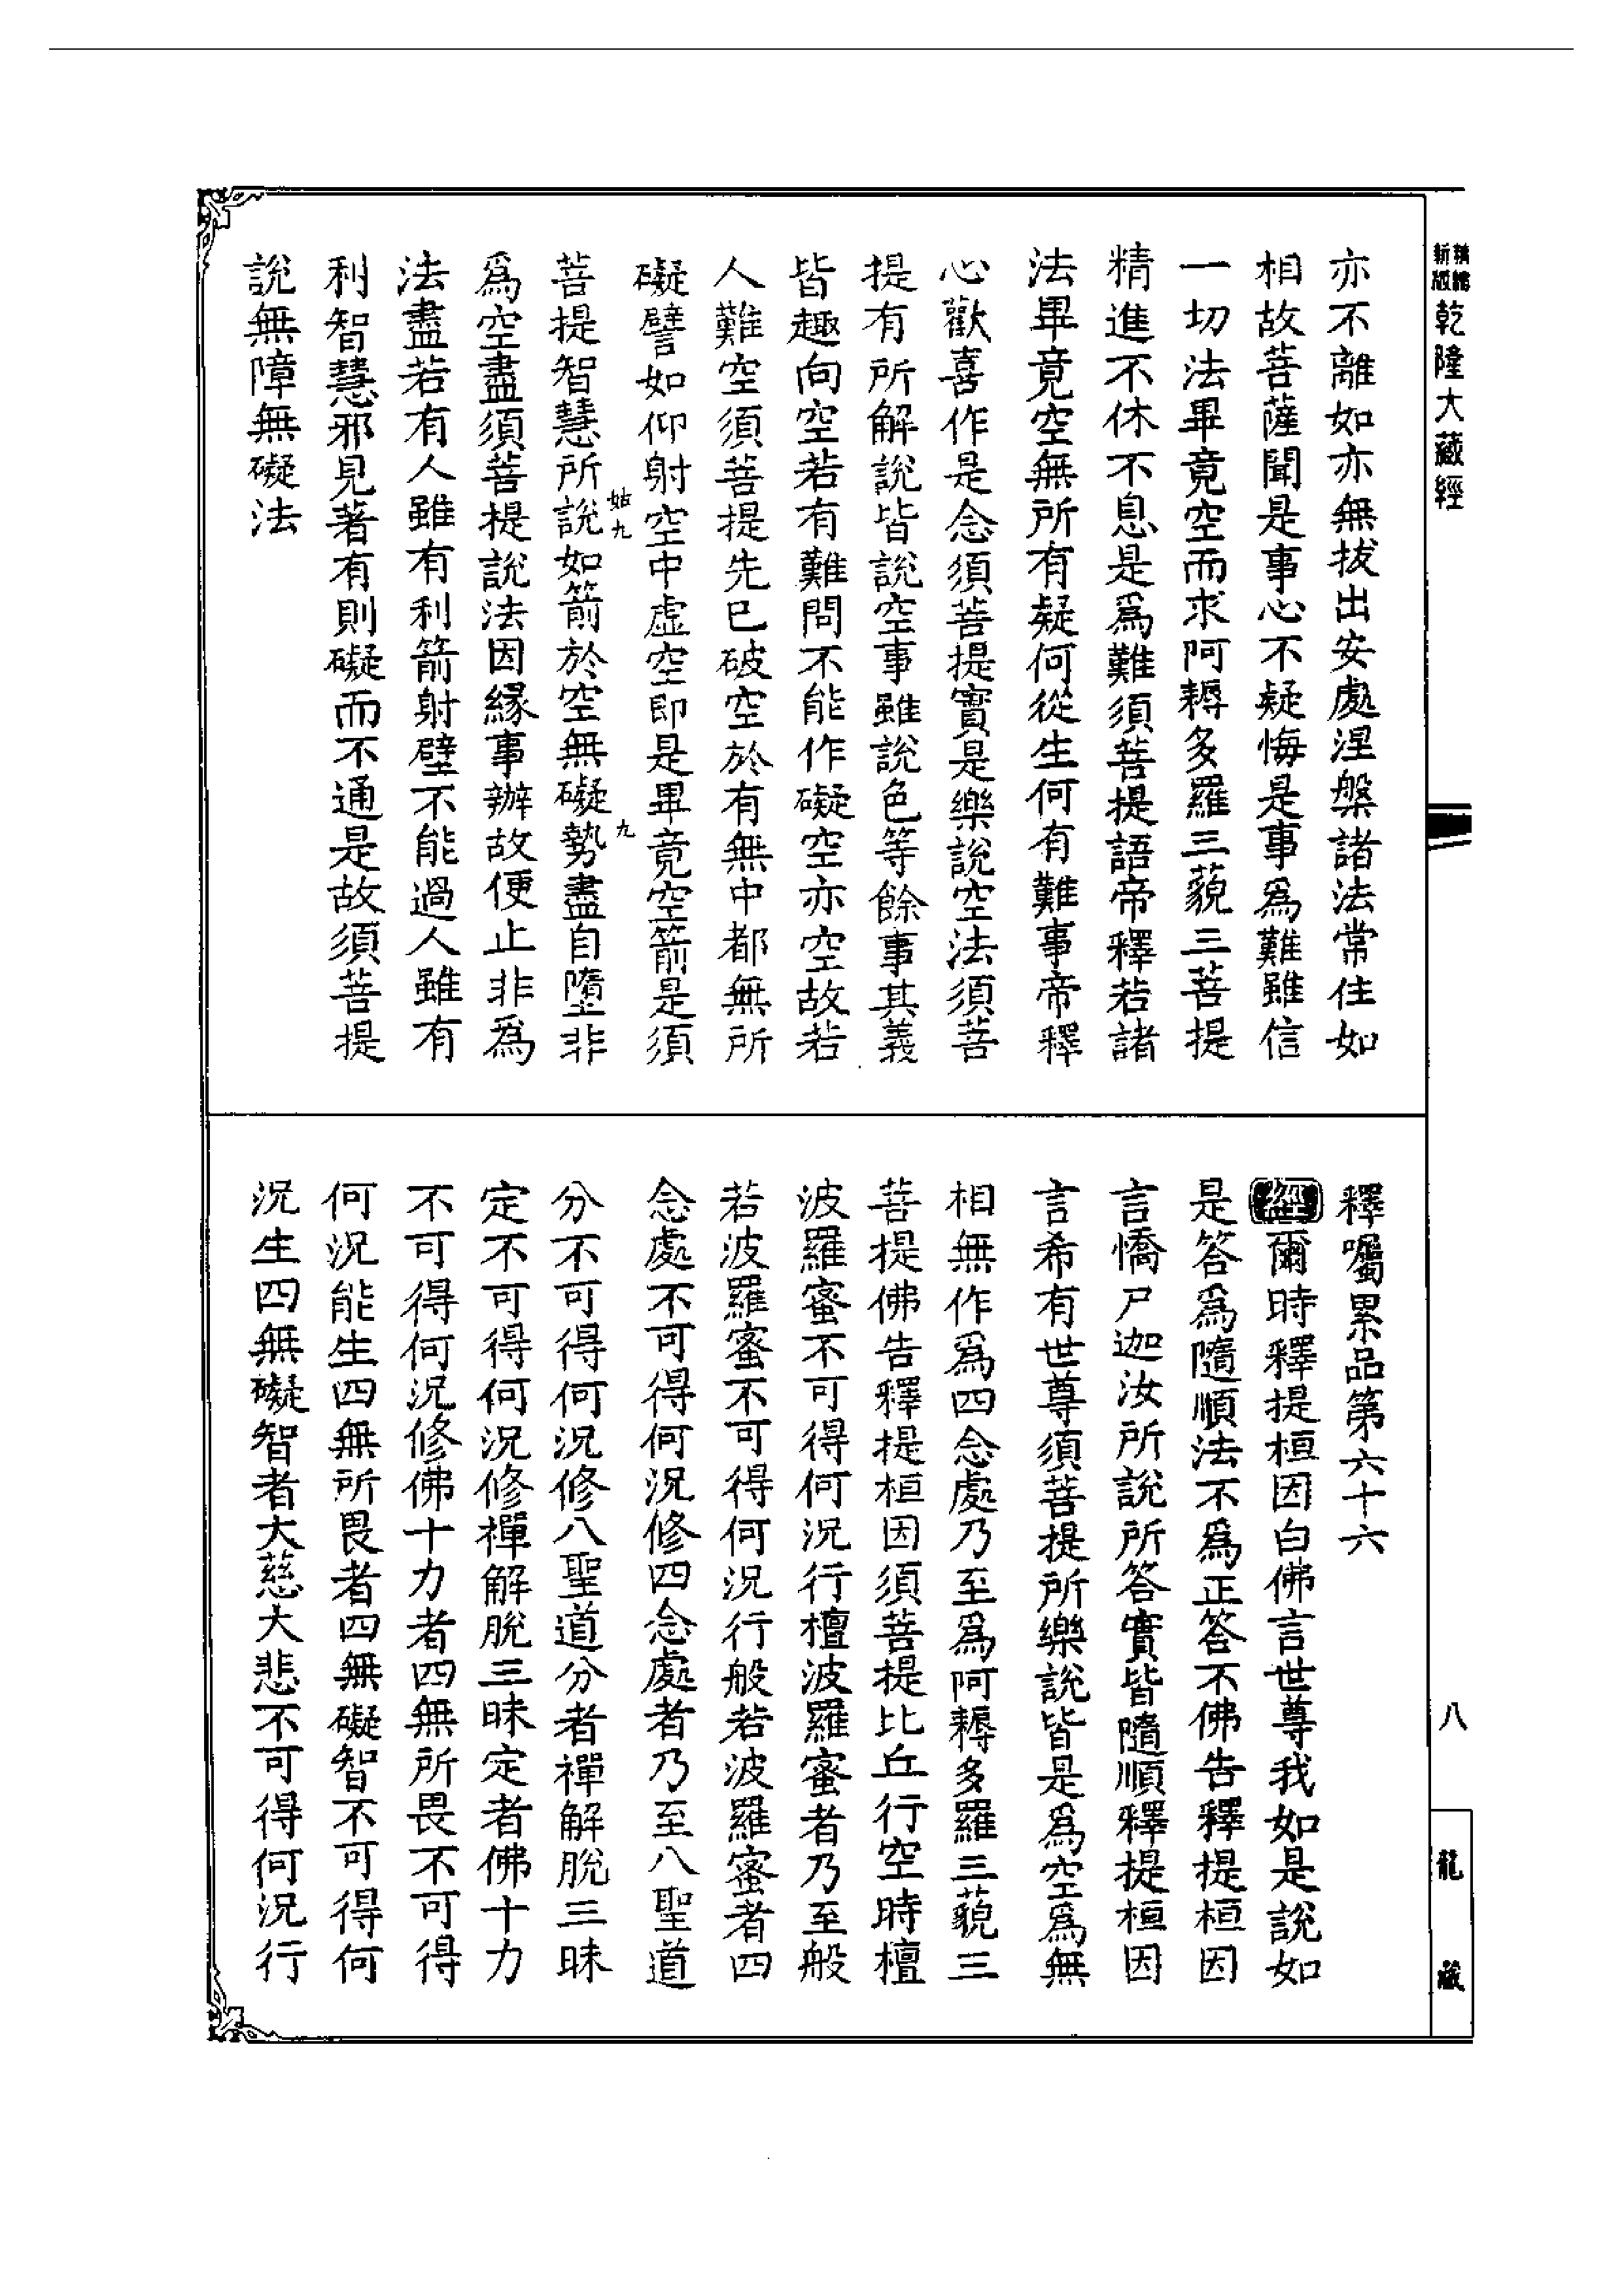 精裝新版乾隆大藏經
亦不離如亦無拔出安處涅槃諸法常住如
相故菩薩聞是事心不疑悔是事爲難雖信
一切法畢竟空而求阿耨多羅三藐三菩提
精進不休不息是爲難須菩提語帝釋若諸
法畢竟空無所有疑何從生何有難事帝釋
心歡喜作是念須菩提實是樂說空法須菩
提有所解說皆說空事雖說色等餘事其義
皆趣向空若有難問不能作礙空亦空故若
人難空須菩提先已破空於有無中都無所
礙譬如仰射空中虛空即是畢竟空箭是須
姑九
九
菩提智慧所說如箭於空無礙勢盡自墮非
爲空盡須菩提說法因緣事辦故便止非爲
法盡若有人雖有利箭射壁不能過人雖有
利智慧邪見著有則礙而不通是故須菩提
說無障無礙法
釋囑累品第六十六
經爾時釋提桓因白佛言世尊我如是說如
是答爲隨順法不爲正答不佛告釋提桓因
言憍尸迦汝所說所答實皆隨順釋提桓因
言希有世尊須菩提所樂說皆是爲空爲無
相無作爲四念處乃至爲阿耨多羅三藐三
菩提佛告釋提桓因須菩提比丘行空時檀
波羅蜜不可得何況行檀波羅蜜者乃至般
若波羅蜜不可得何況行般若波羅蜜者四
念處不可得何況修四念處者乃至八聖道
分不可得何況修八聖道分者禪解脫三昧
定不可得何況修禪解脫三昧定者佛十力
不可得何況修佛十力者四無所畏不可得
何況能生四無所畏者四無礙智不可得何
況生四無礙智者大慈大悲不可得何況行
八
龍藏